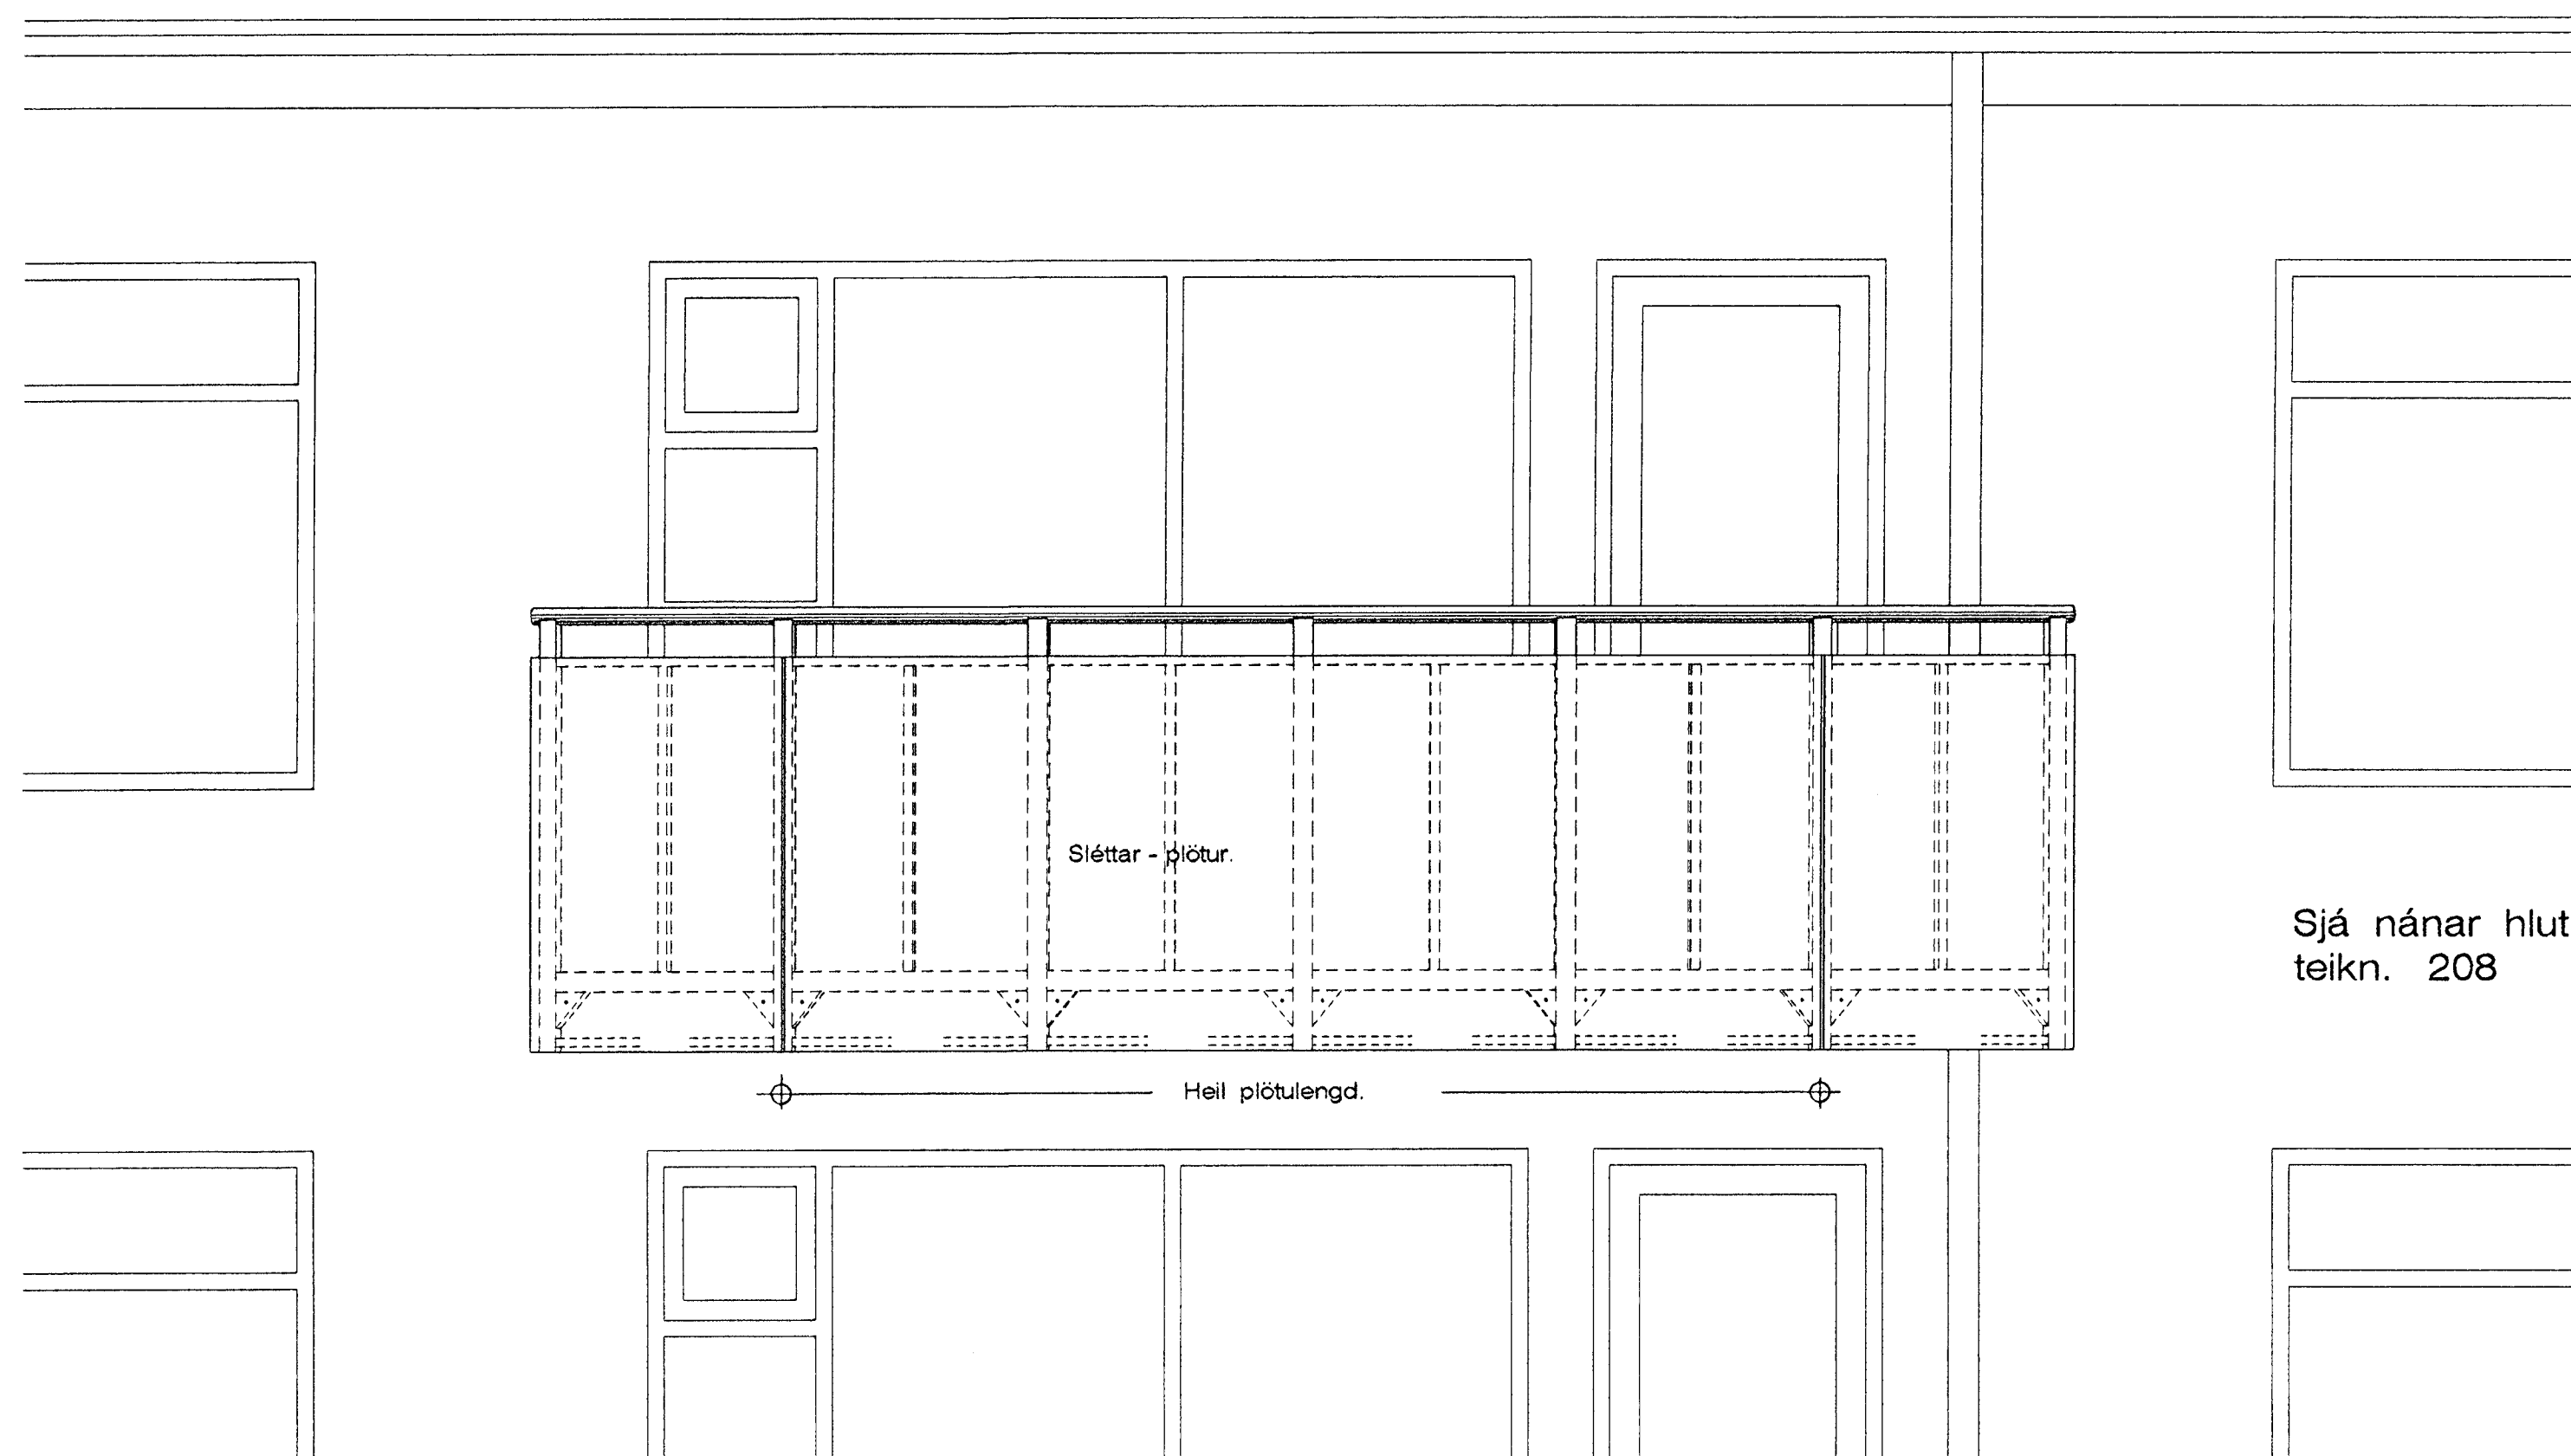 Sléttar - plötur.
Sjá nánar hlut
teikn. 208
Heil plötulengd.